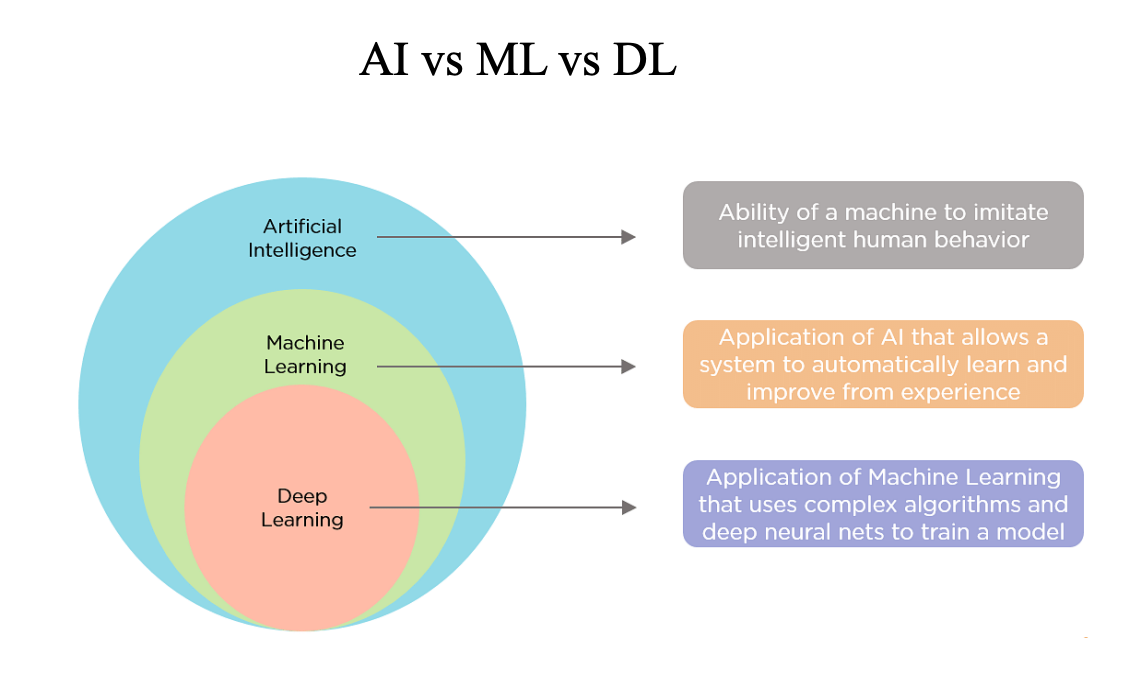 AI vs ML vs DL
Artificial
Intelligence
Ability of a machine to imitate
intelligent human behavior
Machine
Learning
Application of AI that allows a
system to automatically learn and
improve from experience
Deep
Learning
Application of Machine Learning
that uses complex algorithms and
deep neural nets to train a model